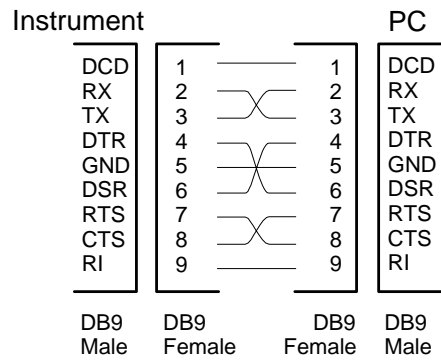 Instrument PC
DCD 1 1 DCD
RX 2 2 RX
TX 3 3 TX
DTR 4 4 DTR
GND 5 5 GND
DSR 6 6 DSR
RTS 7 7 RTS
CTS 8 8 CTS
RI 9 9 RI
DB9 DB9 DB9 DB9
Male Female Female Male